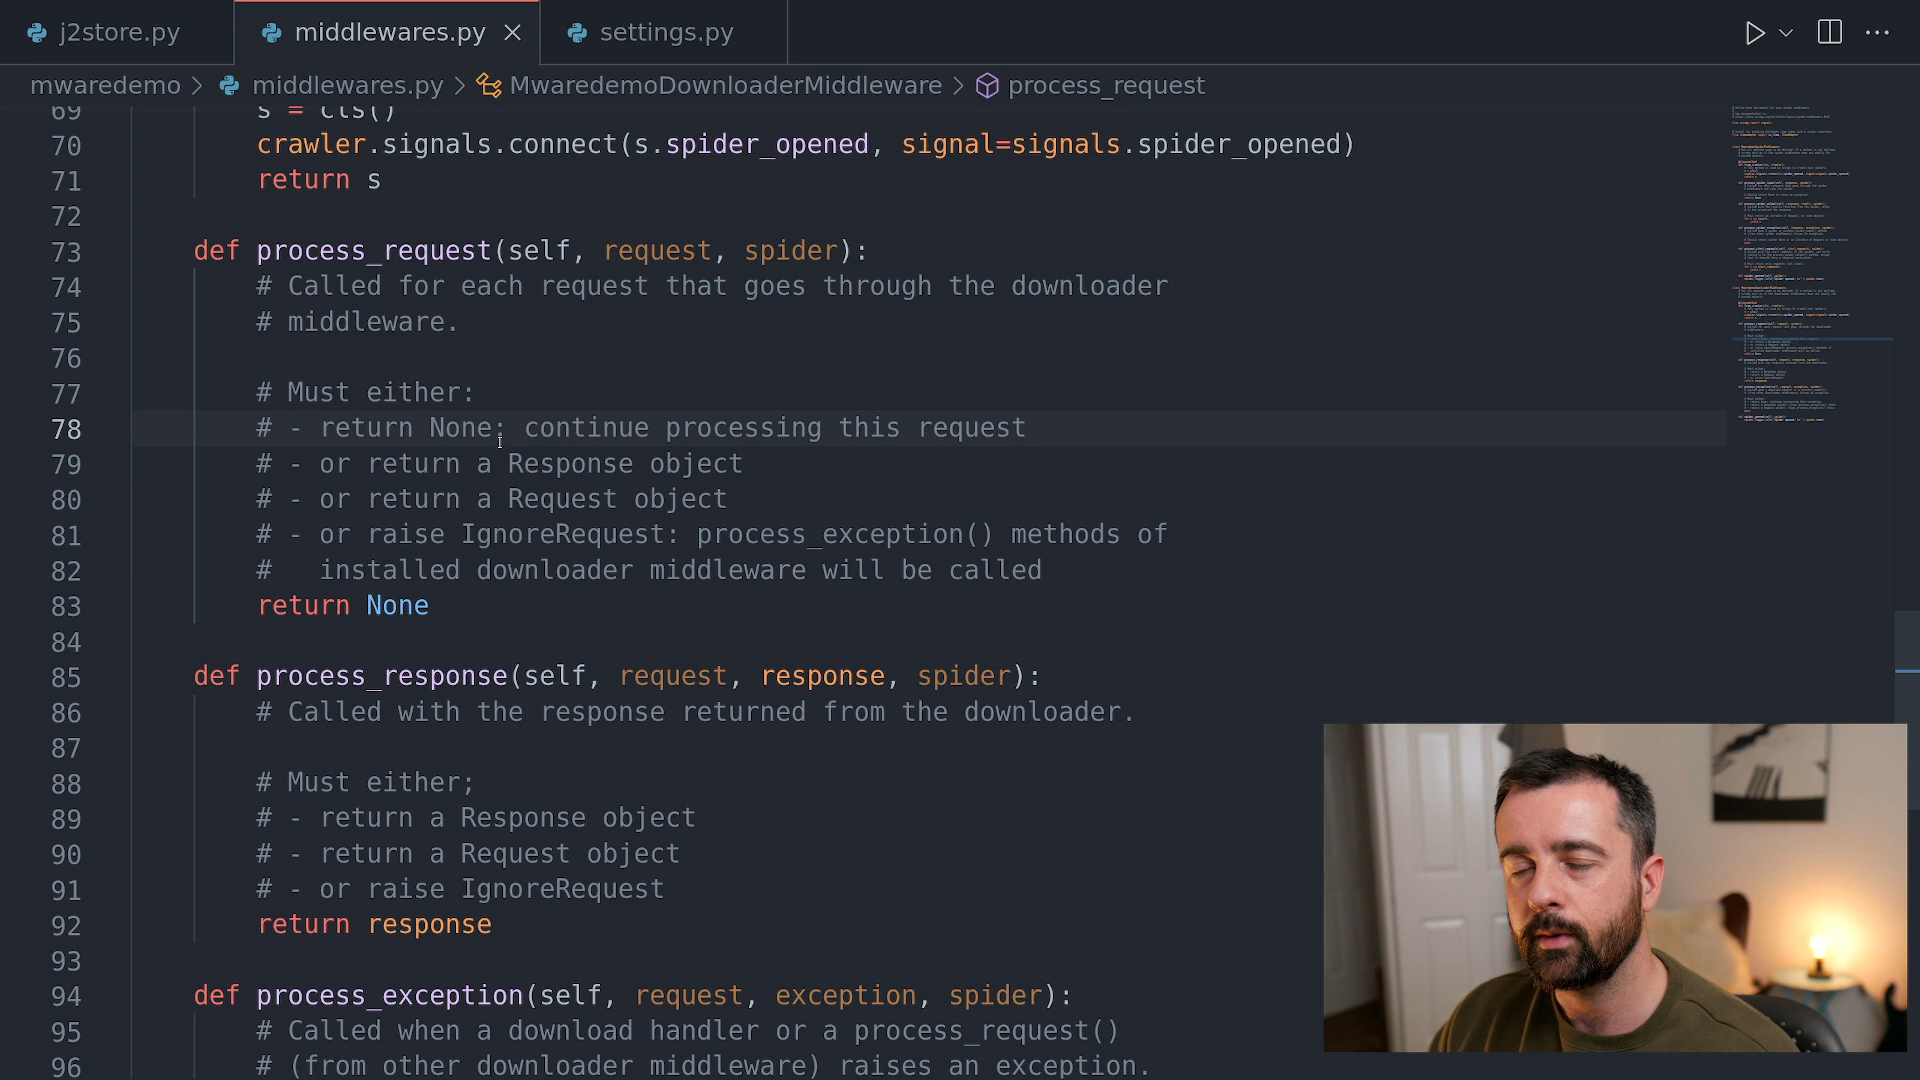 j2store.py
middlewares.py
settings.py
mwaredemo > middlewares.py > MwaredemoDownloaderMiddleware > process_request
69 s = cls()
70 crawler.signals.connect(s.spider_opened, signal=signals.spider_opened)
71 return s
72
73 def process_request(self, request, spider):
74 # Called for each request that goes through the downloader
75 # middleware.
76
77 # Must either:
78 # - return None: continue processing this request
79 # - or return a Response object
80 # - or return a Request object
81 # - or raise IgnoreRequest: process_exception() methods of
82 #   installed downloader middleware will be called
83 return None
84
85 def process_response(self, request, response, spider):
86 # Called with the response returned from the downloader.
87
88 # Must either;
89 # - return a Response object
90 # - return a Request object
91 # - or raise IgnoreRequest
92 return response
93
94 def process_exception(self, request, exception, spider):
95 # Called when a download handler or a process_request()
96 # (from other downloader middleware) raises an exception.